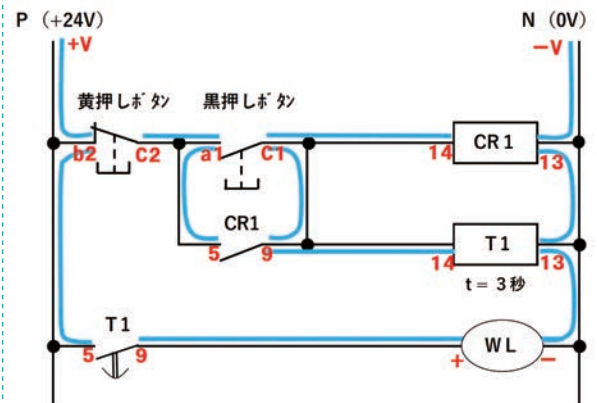 P (+24V)
N (0V)
+V
−V
黄押しボタン
黒押しボタン
b2
C2
a1
C1
14
CR1
13
CR1
5
9
14
T1
13
t= 3秒
T1
5
9
+
WL
−